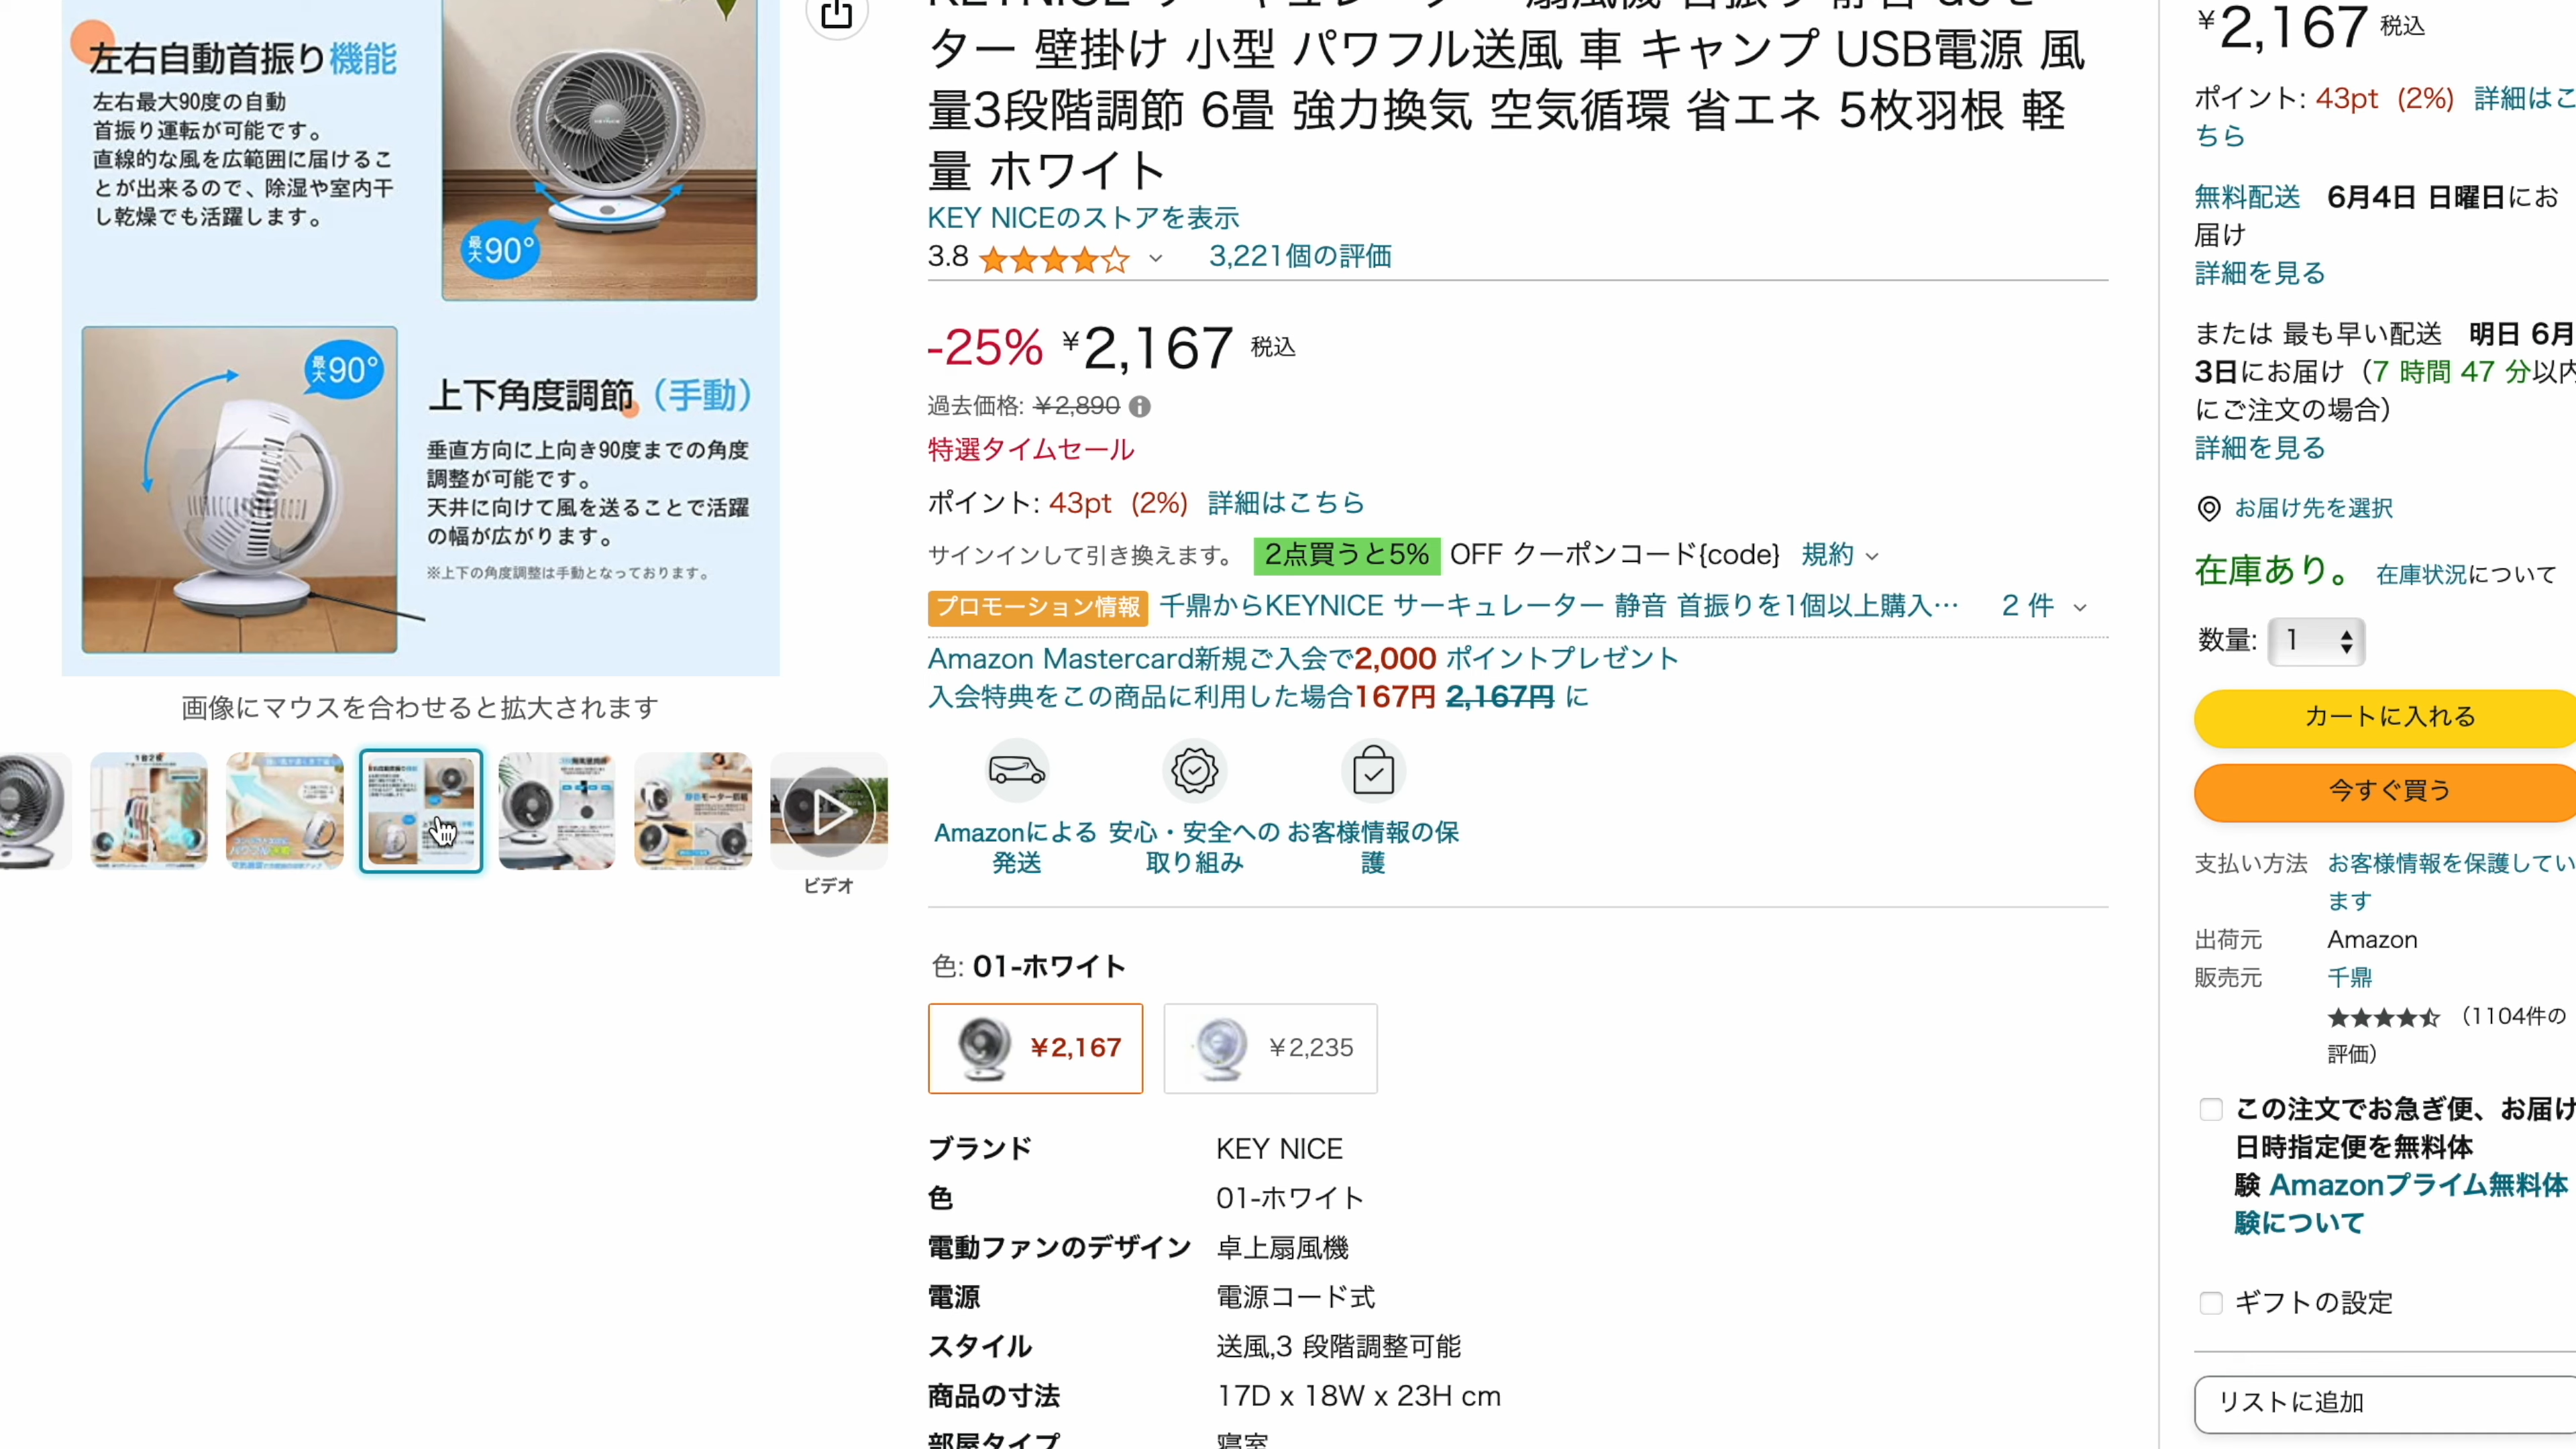 左右自動首振り機能
左右最大90度の自動
首振り運転が可能です。
直線的な風を広範囲に届けるこ
とが出来るので、除湿や室内干
し乾燥でも活躍します。
最大90°
最大90°
上下角度調節（手動）
垂直方向に上向き90度までの角度
調整が可能です。
天井に向けて風を送ることで活躍
の幅が広がります。
※上下の角度調整は手動となっております。
画像にマウスを合わせると拡大されます
ビデオ
ター 壁掛け 小型 パワフル送風 車 キャンプ USB電源 風
量3段階調節 6畳 強力換気 空気循環 省エネ 5枚羽根 軽
量 ホワイト
KEY NICEのストアを表示
3.8 3,221個の評価
-25% ¥2,167 税込
過去価格: ¥2,890
特選タイムセール
ポイント: 43pt (2%) 詳細はこちら
サインインして引き換えます。 2点買うと5% OFF クーポンコード{code} 規約
プロモーション情報 千鼎からKEYNICE サーキュレーター 静音 首振りを1個以上購入… 2 件
Amazon Mastercard新規ご入会で2,000 ポイントプレゼント
入会特典をこの商品に利用した場合167円 2,167円 に
Amazonによる発送
安心・安全への取り組み
お客様情報の保護
色: 01-ホワイト
¥2,167
¥2,235
ブランド KEY NICE
色 01-ホワイト
電動ファンのデザイン 卓上扇風機
電源 電源コード式
スタイル 送風,3 段階調整可能
商品の寸法 17D x 18W x 23H cm
部屋タイプ 寝室
¥2,167 税込
ポイント: 43pt (2%) 詳細はこ
ちら
無料配送 6月4日 日曜日にお
届け
詳細を見る
または 最も早い配送 明日 6月
3日にお届け（7 時間 47 分以内
にご注文の場合）
詳細を見る
お届け先を選択
在庫あり。 在庫状況について
数量: 1
カートに入れる
今すぐ買う
支払い方法 お客様情報を保護してい
ます
出荷元 Amazon
販売元 千鼎
（1104件の
評価）
この注文でお急ぎ便、お届け
日時指定便を無料体
験 Amazonプライム無料体
験について
ギフトの設定
リストに追加